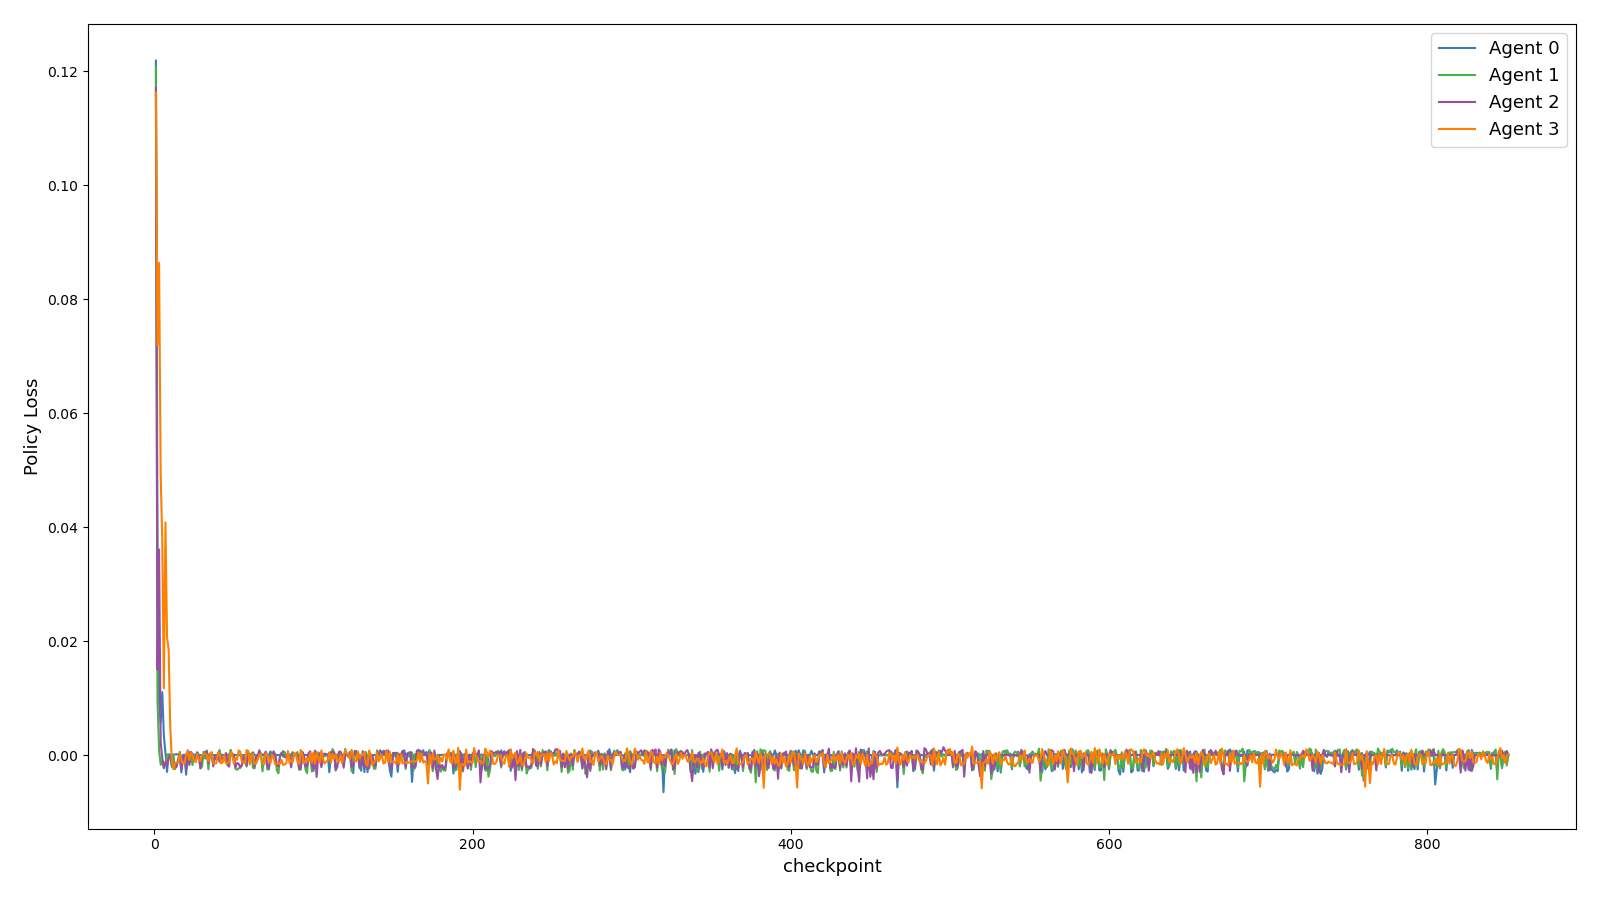 Agent 0
Agent 1
Agent 2
Agent 3
0.12
0.10
0.08
0.06
0.04
0.02
0.00
Policy Loss
0 200 400 600 800
checkpoint